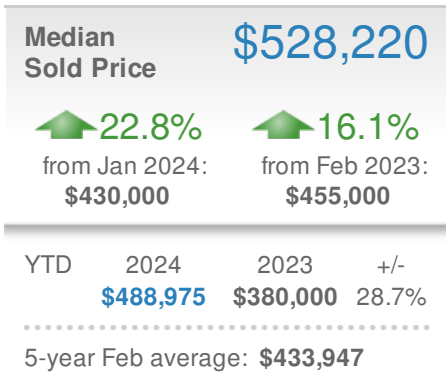 Median $528,220
Sold Price
22.8% 16.1%
from Jan 2024: from Feb 2023:
$430,000 $455,000
YTD 2024 2023 +/-
$488,975 $380,000 28.7%
5-year Feb average: $433,947